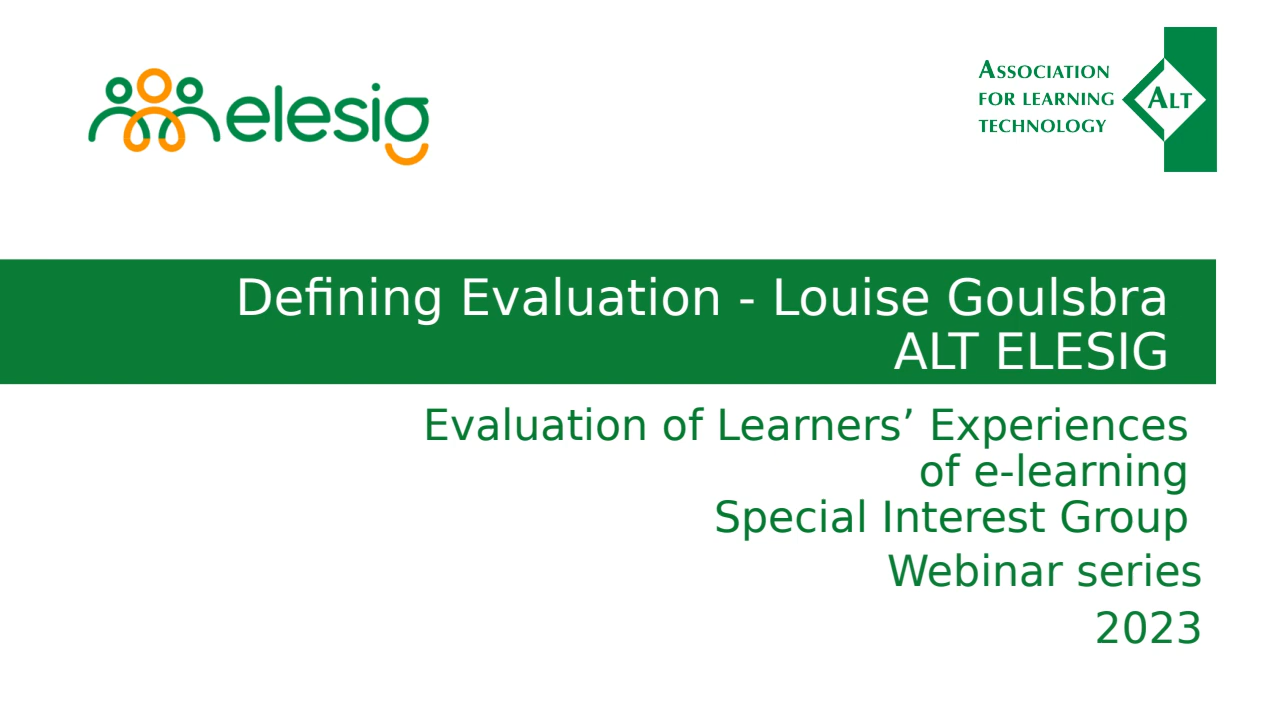 elesig
ASSOCIATION
FOR LEARNING
TECHNOLOGY
ALT
Defining Evaluation - Louise Goulsbra
ALT ELESIG
Evaluation of Learners’ Experiences
of e-learning
Special Interest Group
Webinar series
2023